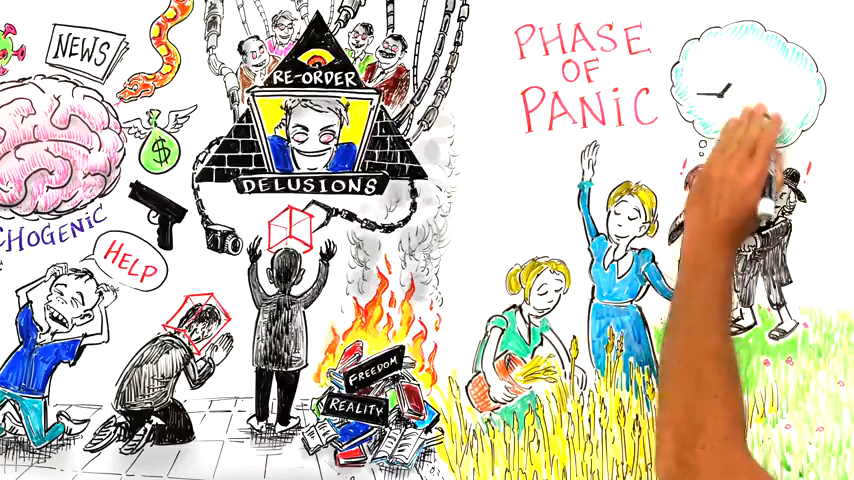 NEWS
CHOGENIC
HELP
RE-ORDER
$
DELUSIONS
FREEDOM
REALITY
PHASE
OF
PANIC